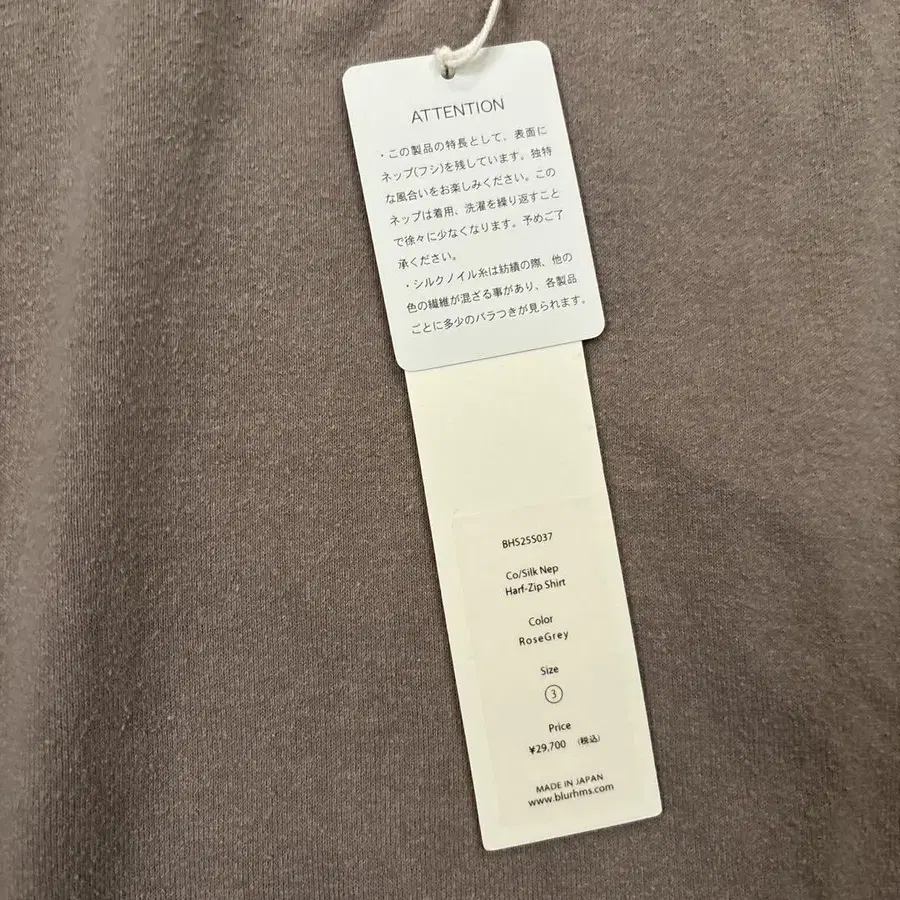 ATTENTION
・この製品の特長として、表面に
ネップ(フシ)を残しています。独特
な風合いをお楽しみください。この
ネップは着用、洗濯を繰り返すこと
で徐々に少なくなります。予めご了
承ください。
・シルクノイル糸は紡績の際、他の
色の繊維が混ざる事があり、各製品
ごとに多少のバラつきが見られます。
BHS25S037
Co/Silk Nep
Harf-Zip Shirt
Color
RoseGrey
Size
③
Price
¥29,700 (税込)
MADE IN JAPAN
www.blurhms.com